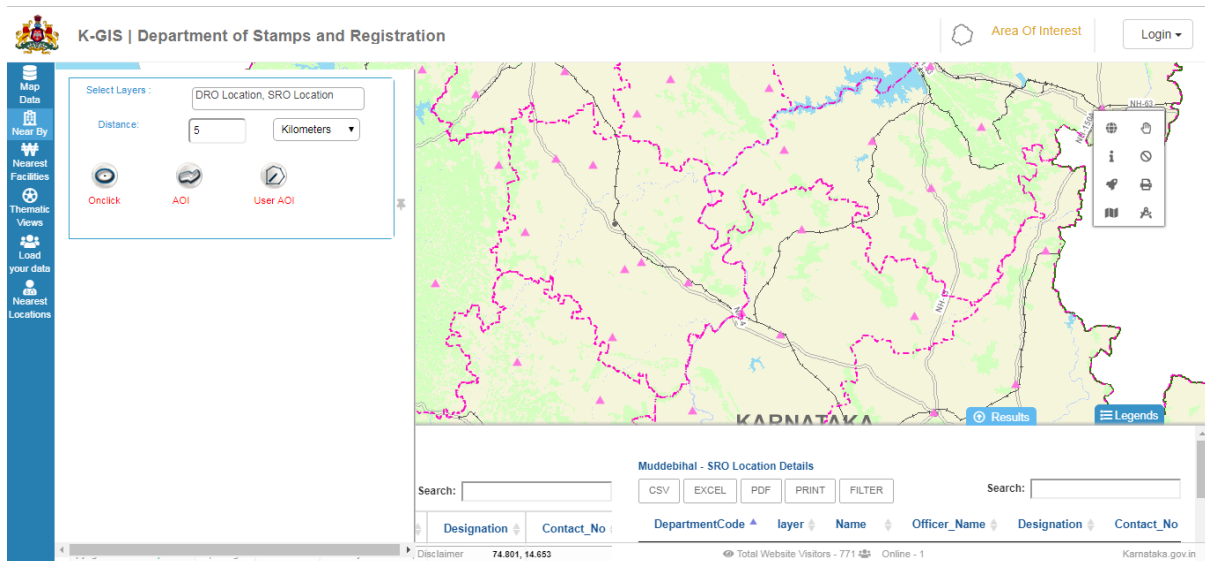 K-GIS | Department of Stamps and Registration
Area Of Interest
Login
Map
Data
Near By
Nearest
Facilities
Thematic
Views
Load
your data
Nearest
Locations
Select Layers :
DRO Location, SRO Location
Distance:
5
Kilometers
Onclick
AOI
User AOI
NH-63
NH-4
NH-13
KARNATAKA
Results
Legends
Search:
Designation
Contact_No
Muddebihal - SRO Location Details
CSV
EXCEL
PDF
PRINT
FILTER
Search:
DepartmentCode
layer
Name
Officer_Name
Designation
Contact_No
Disclaimer
74.801, 14.653
Total Website Visitors - 771
Online - 1
Karnataka.gov.in